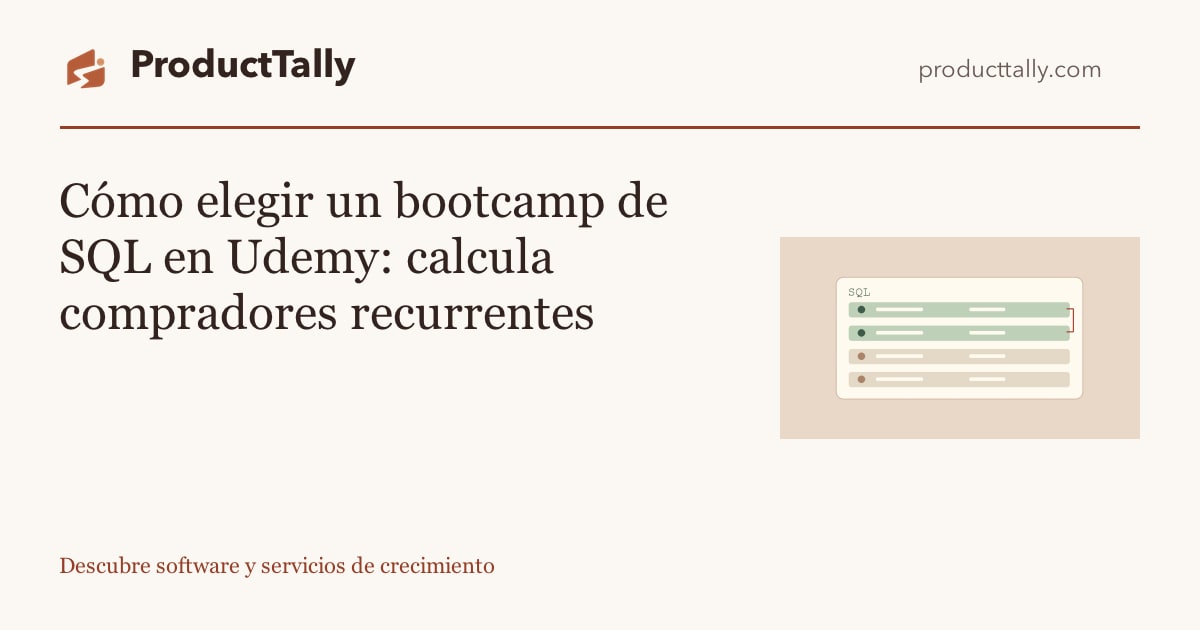 ProductTally
producttally.com
Cómo elegir un bootcamp de
SQL en Udemy: calcula
compradores recurrentes
SQL
Descubre software y servicios de crecimiento